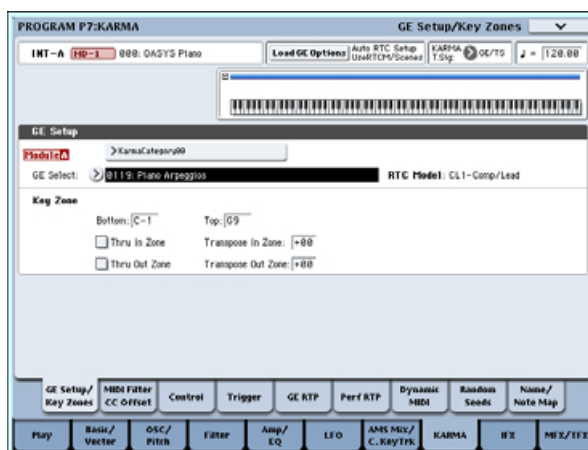 PROGRAM P7:KARMA GE Setup/Key Zones
INT-A HD-1 000: OASYS Piano Load GE Options Auto RTC Setup UseRTCM/Scenes KARMA T.Sig: GE/TS ♩ = 120.00
GE Setup
Module A >KarmaCategory00
GE Select: 0119: Piano Arpeggios RTC Model: CL1-Comp/Lead
Key Zone
Bottom: C-1 Top: G9
Thru In Zone Transpose In Zone: +00
Thru Out Zone Transpose Out Zone: +00
GE Setup/ Key Zones MIDI Filter CC Offset Control Trigger GE RTP Perf RTP Dynamic MIDI Random Seeds Name/ Note Map
Play Basic/ Vector OSC/ Pitch Filter Amp/ EQ LFO AMS Mix/ C.KeyTrk KARMA IFX MFX/TFX